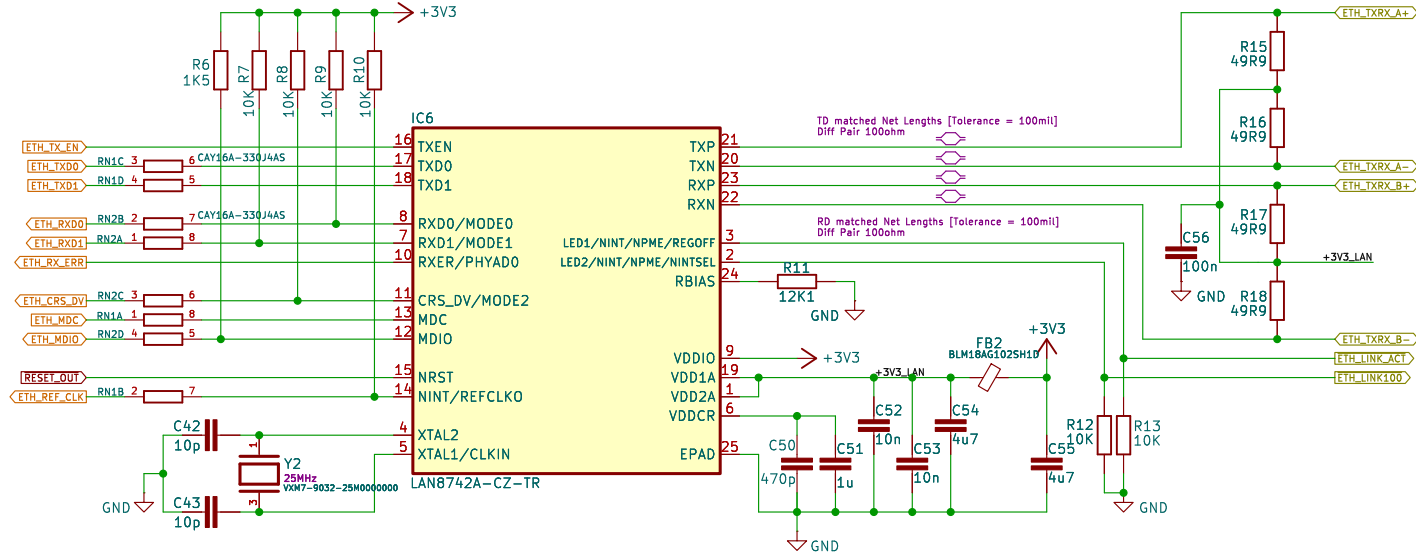 +3V3
R6
1K5
R7
10K
R8
10K
R9
10K
R10
10K
IC6
ETH_TX_EN
ETH_TXD0
RN1C
3
6
CAY16A-330J4AS
ETH_TXD1
RN1D
4
5
ETH_RXD0
RN2B
2
7
CAY16A-330J4AS
ETH_RXD1
RN2A
1
8
ETH_RX_ERR
ETH_CRS_DV
RN2C
3
6
ETH_MDC
RN1A
1
8
ETH_MDIO
RN2D
4
5
RESET_OUT
ETH_REF_CLK
RN1B
2
7
16
TXEN
17
TXD0
18
TXD1
8
RXD0/MODE0
7
RXD1/MODE1
10
RXER/PHYAD0
11
CRS_DV/MODE2
13
MDC
12
MDIO
15
NRST
14
NINT/REFCLKO
4
XTAL2
5
XTAL1/CLKIN
TXP
21
TXN
20
RXP
23
RXN
22
LED1/NINT/NPME/REGOFF
3
LED2/NINT/NPME/NINTSEL
2
RBIAS
24
VDDIO
9
VDD1A
19
VDD2A
1
VDDCR
6
EPAD
25
LAN8742A-CZ-TR
C42
10p
C43
10p
GND
1
3
Y2
25MHz
VXM7-9032-25M0000000
TD matched Net Lengths [Tolerance = 100mil]
Diff Pair 100ohm
RD matched Net Lengths [Tolerance = 100mil]
Diff Pair 100ohm
R11
12K1
GND
+3V3
+3V3_LAN
FB2
BLM18AG102SH1D
+3V3
C50
470p
C51
1u
C52
10n
C53
10n
C54
4u7
C55
4u7
GND
R12
10K
R13
10K
GND
R15
49R9
R16
49R9
R17
49R9
R18
49R9
C56
100n
GND
+3V3_LAN
ETH_TXRX_A+
ETH_TXRX_A-
ETH_TXRX_B+
ETH_TXRX_B-
ETH_LINK_ACT
ETH_LINK100